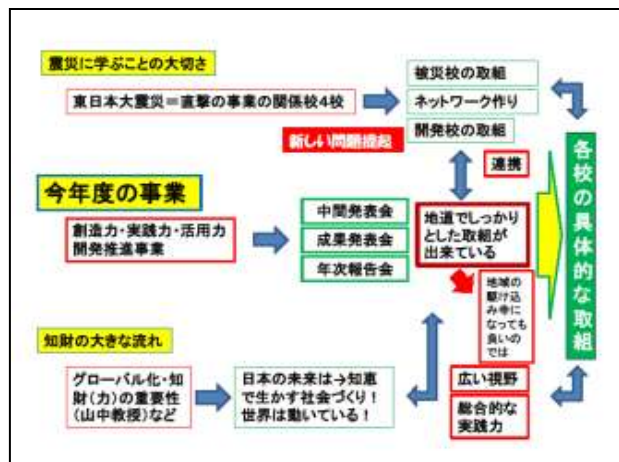 震災に学ぶことの大切さ
東日本大震災＝直撃の事業の関係校4校
被災校の取組
ネットワーク作り
開発校の取組
新しい問題提起
連携
今年度の事業
創造力・実践力・活用力
開発推進事業
中間発表会
成果発表会
年次報告会
地道でしっかり
とした取組が
出来ている
地域の
駆け込
み寺に
なっても
良いの
では
各校の具体的な取組
知財の大きな流れ
グローバル化・知
財(力)の重要性
(山中教授)など
日本の未来は→知恵
で生かす社会づくり！
世界は動いている！
広い視野
総合的な
実践力